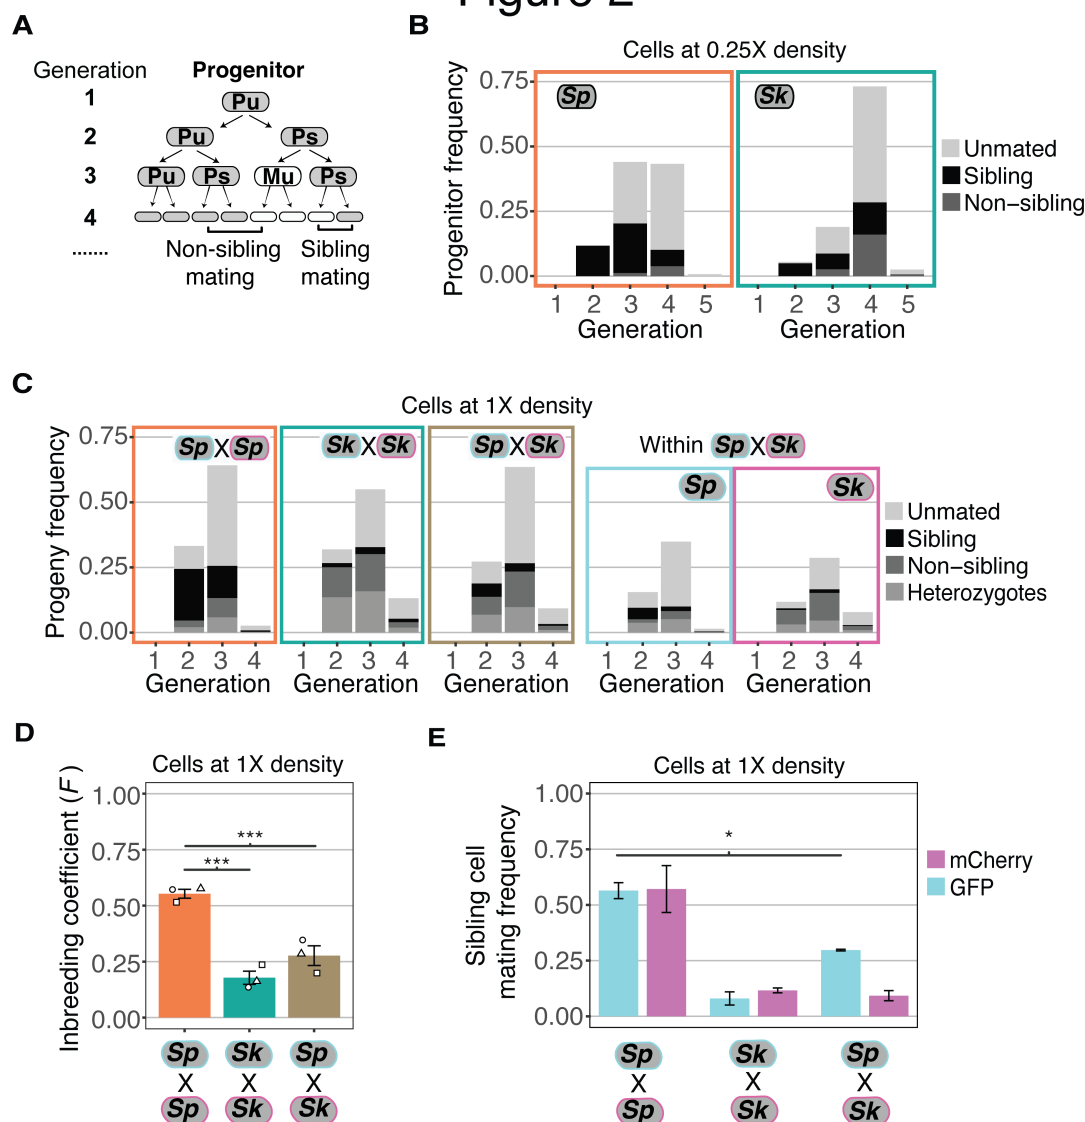 Figure 2
A
Generation Progenitor
1 Pu
2 Pu Ps
3 Pu Ps Mu Ps
4
.......
Non-sibling mating
Sibling mating
B
Cells at 0.25X density
Progenitor frequency
0.75
0.50
0.25
0.00
Sp
Sk
1 2 3 4 5
Generation
1 2 3 4 5
Generation
Unmated
Sibling
Non-sibling
C
Cells at 1X density
Progeny frequency
0.75
0.50
0.25
0.00
Sp X Sp
Sk X Sk
Sp X Sk
Within Sp X Sk
Sp
Sk
1 2 3 4
Generation
1 2 3 4
Generation
1 2 3 4
Generation
1 2 3 4
Generation
1 2 3 4
Generation
Unmated
Sibling
Non-sibling
Heterozygotes
D
Cells at 1X density
Inbreeding coefficient (F)
1.00
0.75
0.50
0.25
0.00
***
***
Sp Sk Sp
X X X
Sp Sk Sk
E
Cells at 1X density
Sibling cell
mating frequency
1.00
0.75
0.50
0.25
0.00
*
mCherry
GFP
Sp Sk Sp
X X X
Sp Sk Sk